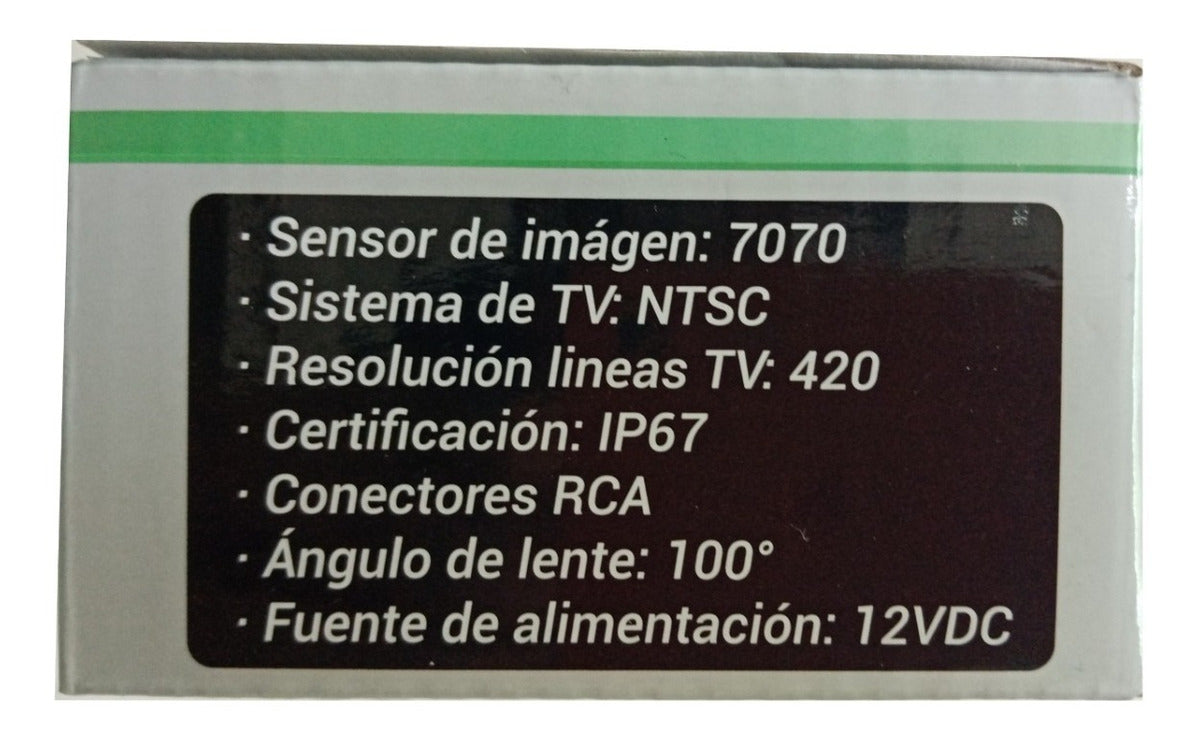 · Sensor de imágen: 7070
· Sistema de TV: NTSC
· Resolución lineas TV: 420
· Certificación: IP67
· Conectores RCA
· Ángulo de lente: 100°
· Fuente de alimentación: 12VDC